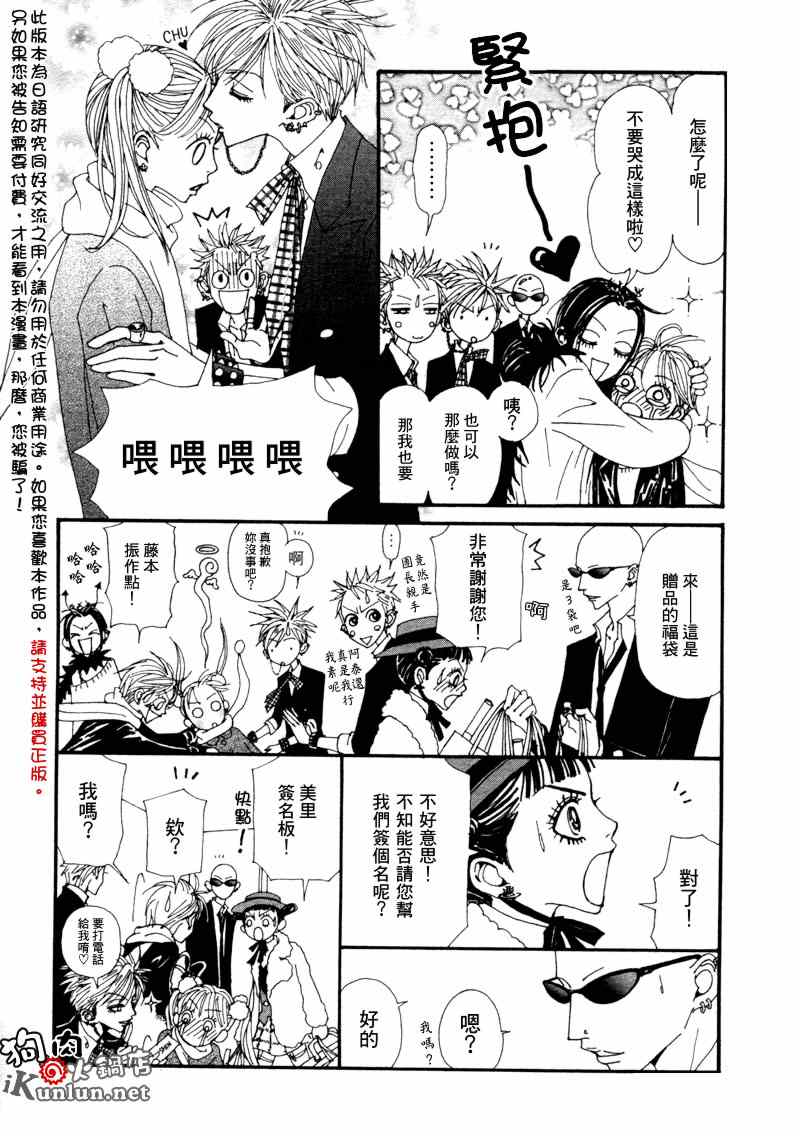 怎麼了呢——
不要哭成這樣啦♡
緊抱
⋯⋯
咦？
也可以
那麼做嗎？
那我也要
CHU
喂喂喂喂
來——這是
贈品的福袋
是3袋吧
啊
非常謝謝您！
竟然是
團長親手
⋯
阿泰還
真是我行
我素呢
啊
真抱歉
妳沒事吧？
藤本
振作點！
哈哈
哈哈
對了！
不好意思！
不知能否請您幫
我們簽個名呢？
嗯？
我嗎？
好的
美里
簽名板！
快點！
欸？
我嗎？
要打電話
給我唷♡
此版本為日語研究同好交流之用，請勿用於任何商業用途。如果您喜歡本作品，請支持並購買正版。
另如果您被告知需要付費，才能看到本漫畫，那麼，您被騙了！
狗肉
火鍋店
iKunlun.net